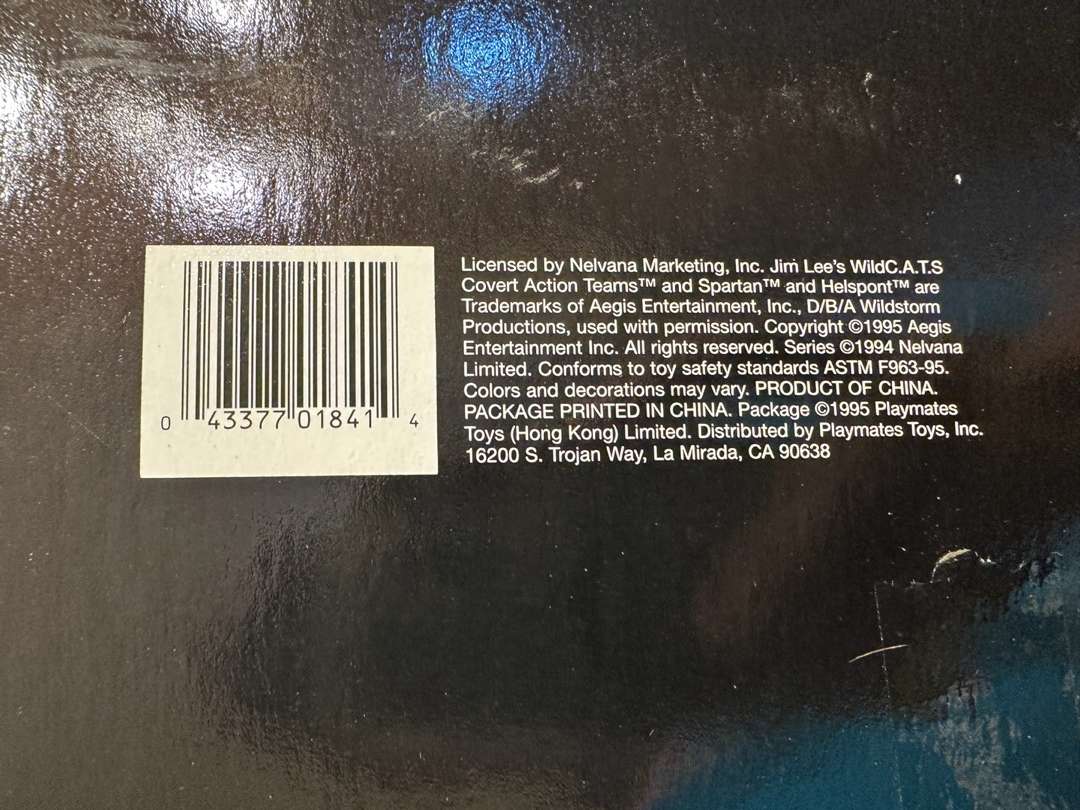 0 43377 01841 4
Licensed by Nelvana Marketing, Inc. Jim Lee's WildC.A.T.S
Covert Action Teams™ and Spartan™ and Helspont™ are
Trademarks of Aegis Entertainment, Inc., D/B/A Wildstorm
Productions, used with permission. Copyright ©1995 Aegis
Entertainment Inc. All rights reserved. Series ©1994 Nelvana
Limited. Conforms to toy safety standards ASTM F963-95.
Colors and decorations may vary. PRODUCT OF CHINA.
PACKAGE PRINTED IN CHINA. Package ©1995 Playmates
Toys (Hong Kong) Limited. Distributed by Playmates Toys, Inc.
16200 S. Trojan Way, La Mirada, CA 90638